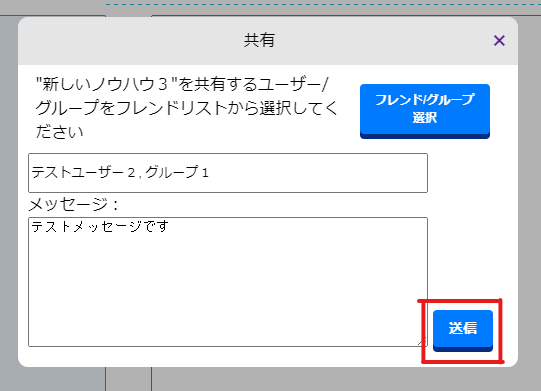 共有
×
"新しいノウハウ３"を共有するユーザー/
グループをフレンドリストから選択してく
ださい
フレンド/グループ
選択
テストユーザー２, グループ１
メッセージ：
テストメッセージです
送信